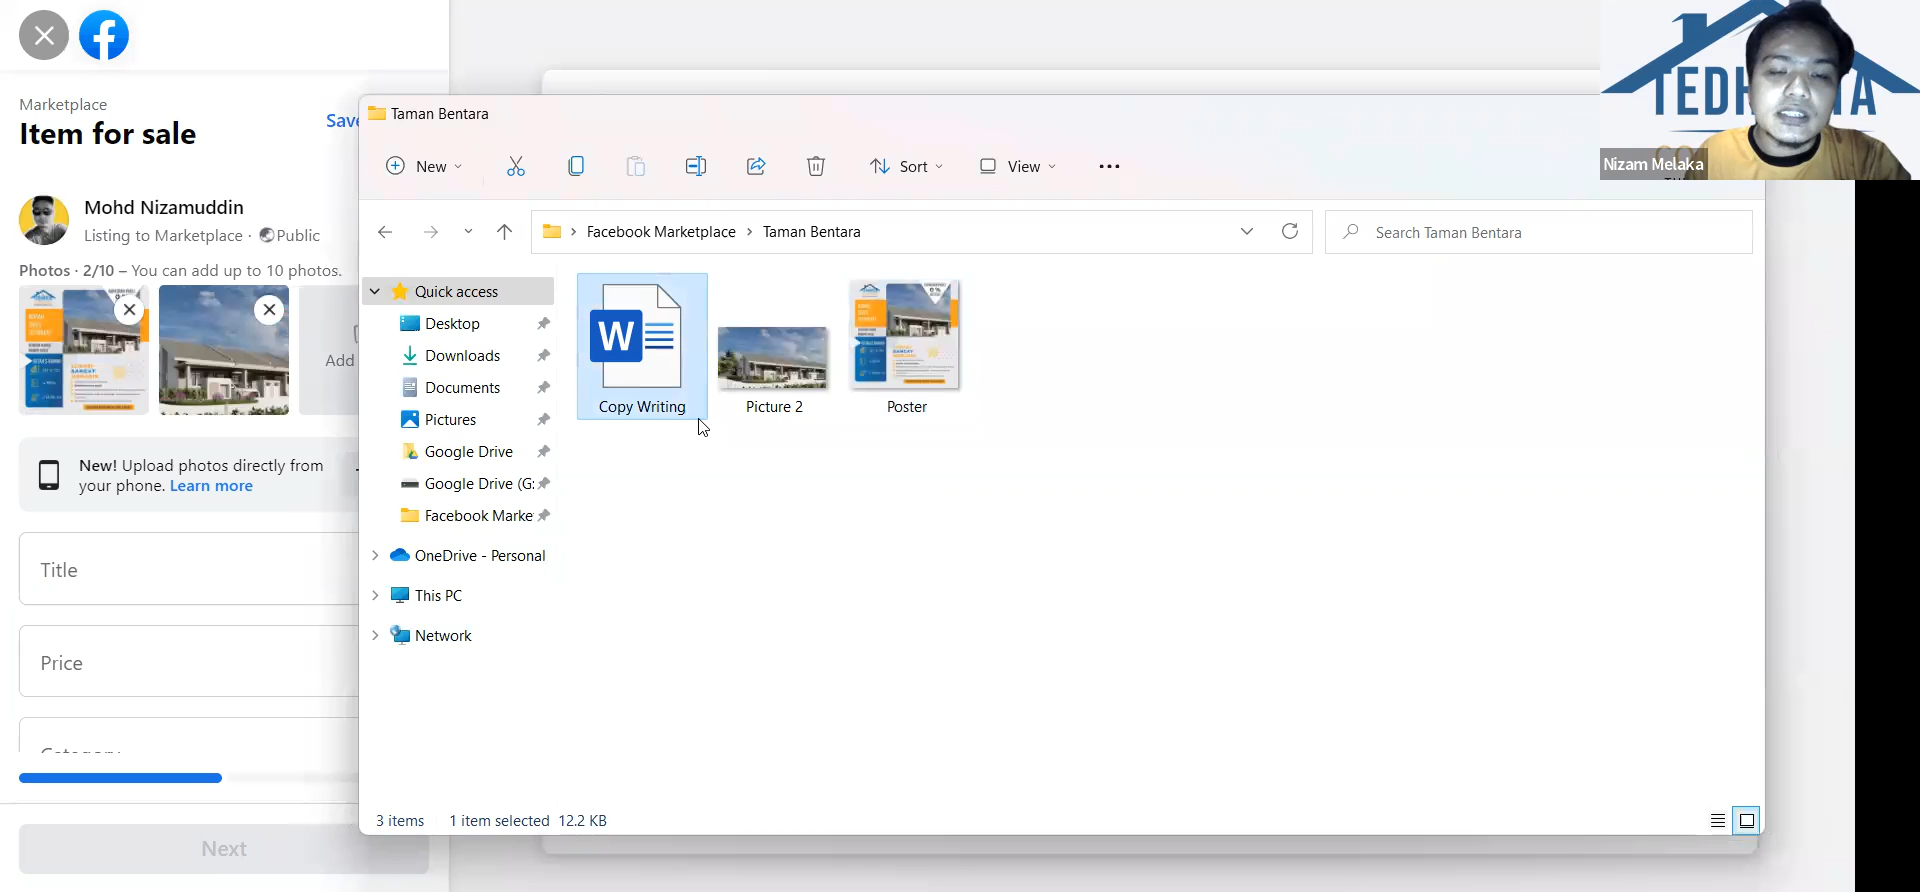 Marketplace
Item for sale
Save
Mohd Nizamuddin
Listing to Marketplace · Public
Photos · 2/10 – You can add up to 10 photos.
Add
New! Upload photos directly from
your phone. Learn more
Title
Price
Category
Next
Taman Bentara
New
Sort
View
Facebook Marketplace > Taman Bentara
Search Taman Bentara
Quick access
Desktop
Downloads
Documents
Pictures
Google Drive
Google Drive (G:
Facebook Marke
OneDrive - Personal
This PC
Network
W
Copy Writing
Picture 2
Poster
3 items
1 item selected 12.2 KB
Nizam Melaka